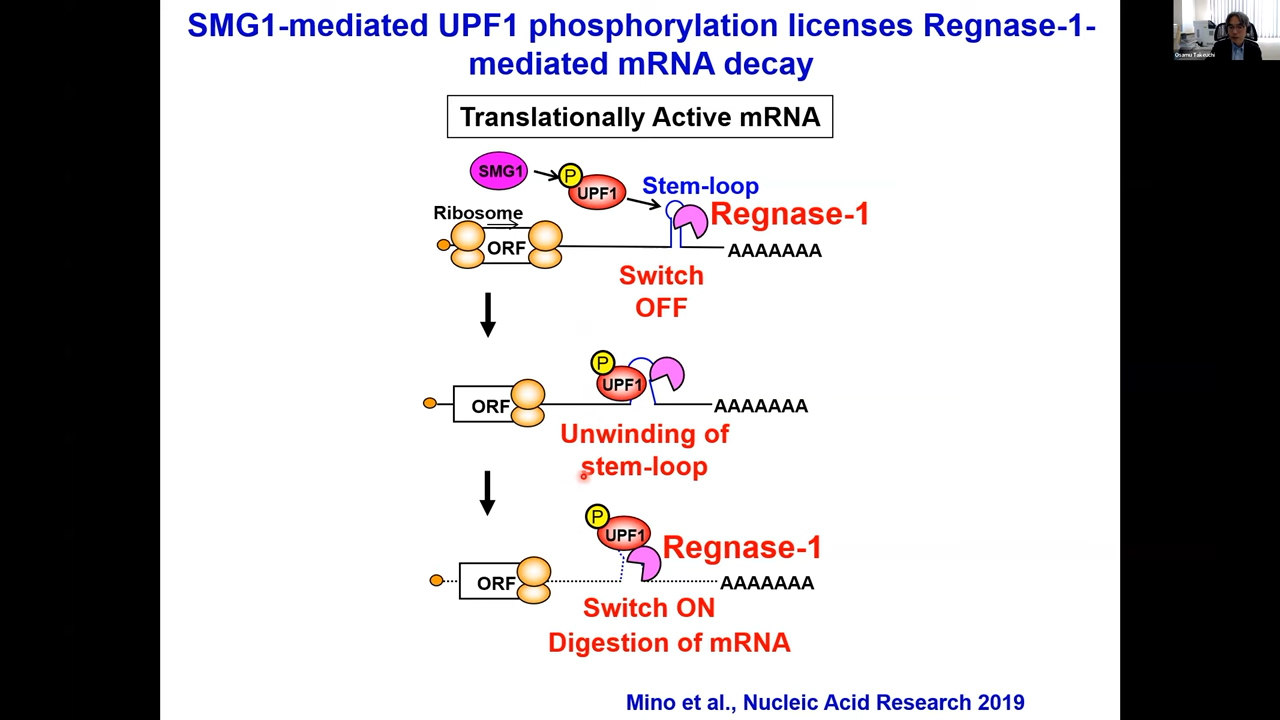 SMG1-mediated UPF1 phosphorylation licenses Regnase-1-
mediated mRNA decay
Osamu Takeuchi
Translationally Active mRNA
SMG1
P
UPF1
Stem-loop
Regnase-1
Ribosome
ORF
AAAAAAA
Switch
OFF
P
UPF1
ORF
AAAAAAA
Unwinding of
stem-loop
P
UPF1
Regnase-1
ORF
AAAAAAA
Switch ON
Digestion of mRNA
Mino et al., Nucleic Acid Research 2019